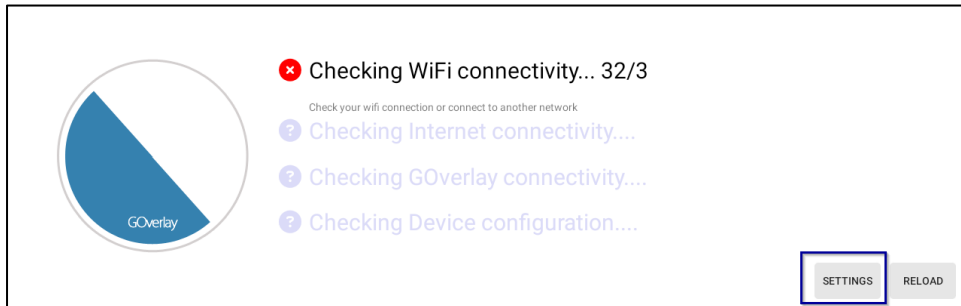 Checking WiFi connectivity... 32/3
Check your wifi connection or connect to another network
Checking Internet connectivity....
Checking GOverlay connectivity....
Checking Device configuration....
GOverlay
SETTINGS
RELOAD